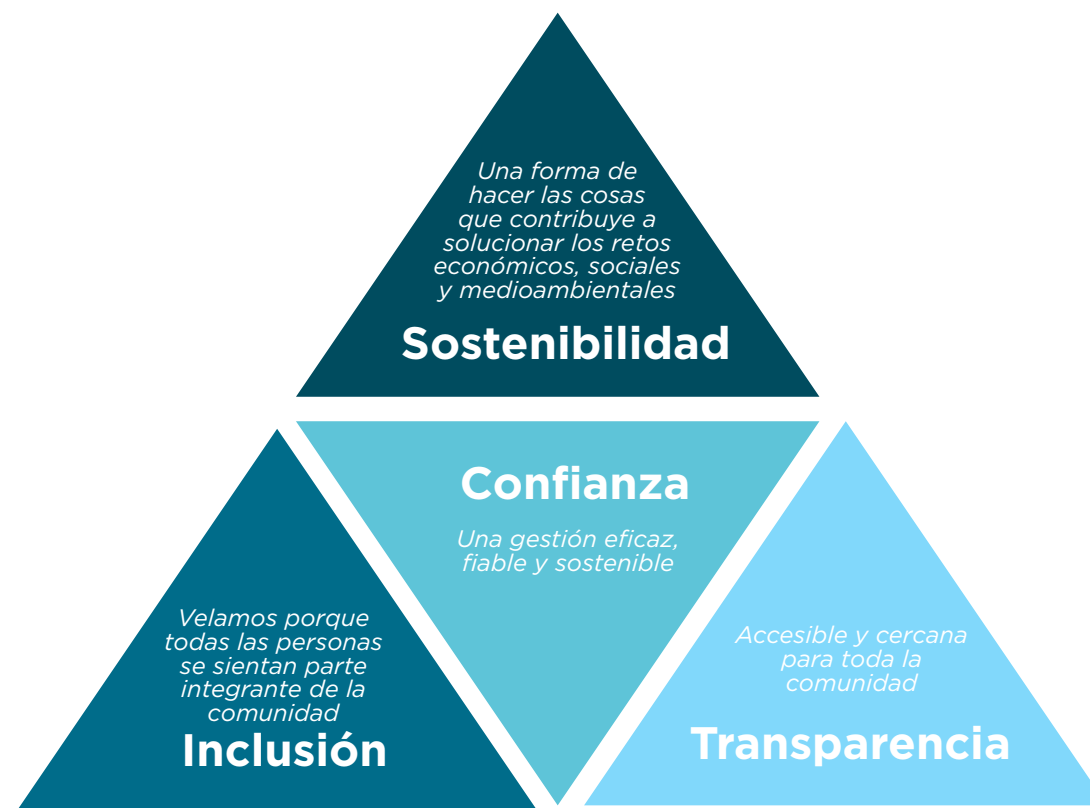 Una forma de
hacer las cosas
que contribuye a
solucionar los retos
económicos, sociales
y medioambientales
Sostenibilidad
Confianza
Una gestión eficaz,
fiable y sostenible
Velamos porque
todas las personas
se sientan parte
integrante de la
comunidad
Inclusión
Accesible y cercana
para toda la
comunidad
Transparencia